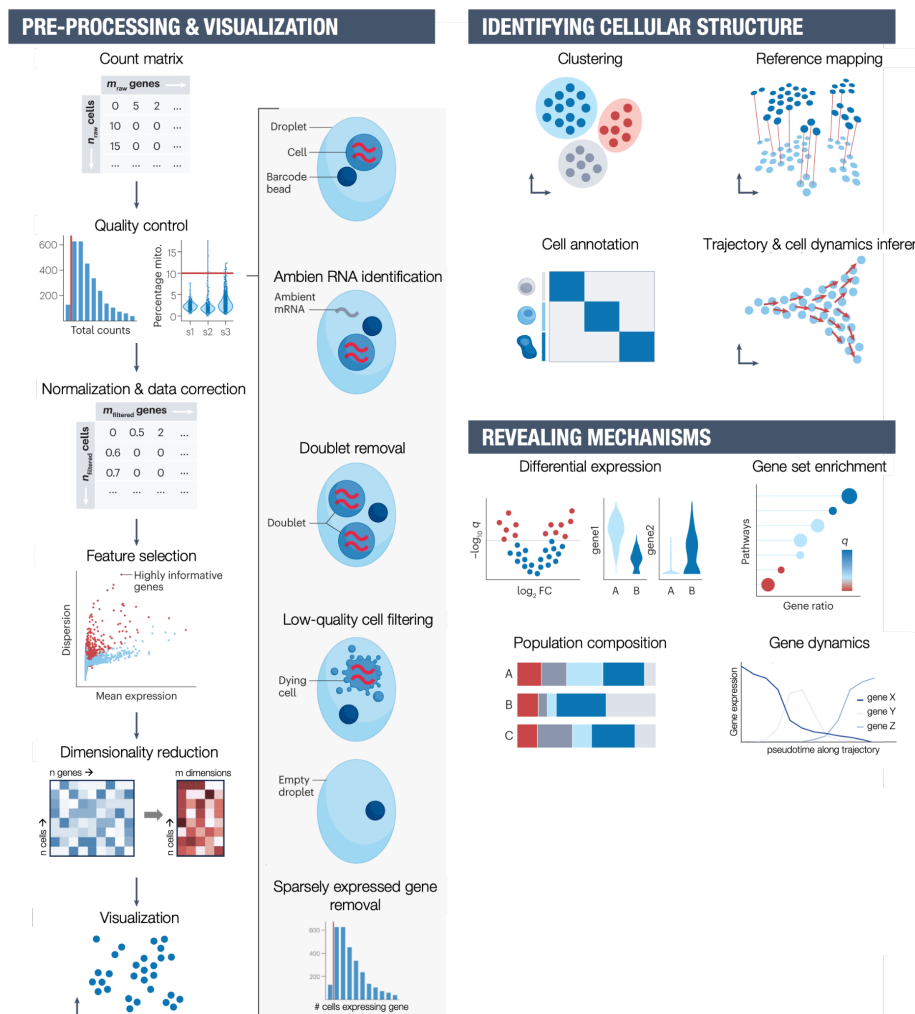 PRE-PROCESSING & VISUALIZATION
Count matrix
m raw genes
n raw cells
0 5 2 ...
10 0 0 ...
15 0 0 ...
... ... ... ...
Quality control
600
400
200
Total counts
Percentage mito.
15
10
5
0
s1 s2 s3
Normalization & data correction
m filtered genes
n filtered cells
0 0.5 2 ...
0.6 0 0 ...
0.7 0 0 ...
... ... ... ...
Feature selection
Highly informative
genes
Dispersion
Mean expression
Dimensionality reduction
n genes →
m dimensions
n cells →
n cells →
Visualization
Droplet
Cell
Barcode
bead
Ambien RNA identification
Ambient
mRNA
Doublet removal
Doublet
Low-quality cell filtering
Dying
cell
Empty
droplet
Sparsely expressed gene
removal
600
400
200
# cells expressing gene
IDENTIFYING CELLULAR STRUCTURE
Clustering
Reference mapping
Cell annotation
Trajectory & cell dynamics infer
REVEALING MECHANISMS
Differential expression
-log10 q
log2 FC
gene1
A B
gene2
A B
Gene set enrichment
Pathways
q
Gene ratio
Population composition
A
B
C
Gene dynamics
Gene expression
gene X
gene Y
gene Z
pseudotime along trajectory